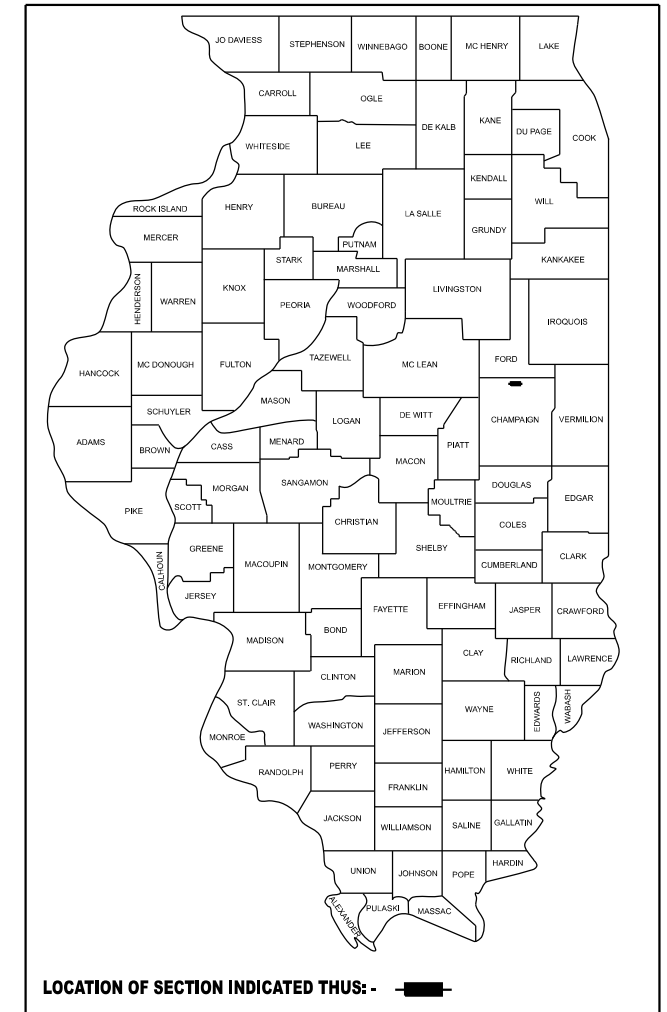 JO DAVIESS
STEPHENSON
WINNEBAGO
BOONE
MC HENRY
LAKE
CARROLL
OGLE
DE KALB
KANE
DU PAGE
COOK
WHITESIDE
LEE
KENDALL
WILL
ROCK ISLAND
HENRY
BUREAU
LA SALLE
GRUNDY
MERCER
PUTNAM
STARK
MARSHALL
KANKAKEE
HENDERSON
WARREN
KNOX
PEORIA
WOODFORD
LIVINGSTON
IROQUOIS
HANCOCK
MC DONOUGH
FULTON
TAZEWELL
MC LEAN
FORD
MASON
SCHUYLER
LOGAN
DE WITT
PIATT
CHAMPAIGN
VERMILION
ADAMS
BROWN
CASS
MENARD
MACON
MORGAN
SANGAMON
DOUGLAS
EDGAR
PIKE
SCOTT
CHRISTIAN
MOULTRIE
COLES
GREENE
CALHOUN
MACOUPIN
MONTGOMERY
SHELBY
CUMBERLAND
CLARK
JERSEY
FAYETTE
EFFINGHAM
JASPER
CRAWFORD
MADISON
BOND
CLAY
RICHLAND
LAWRENCE
CLINTON
MARION
ST. CLAIR
WAYNE
EDWARDS
WABASH
WASHINGTON
JEFFERSON
MONROE
RANDOLPH
PERRY
HAMILTON
WHITE
FRANKLIN
JACKSON
WILLIAMSON
SALINE
GALLATIN
UNION
JOHNSON
POPE
HARDIN
ALEXANDER
PULASKI
MASSAC
LOCATION OF SECTION INDICATED THUS: -